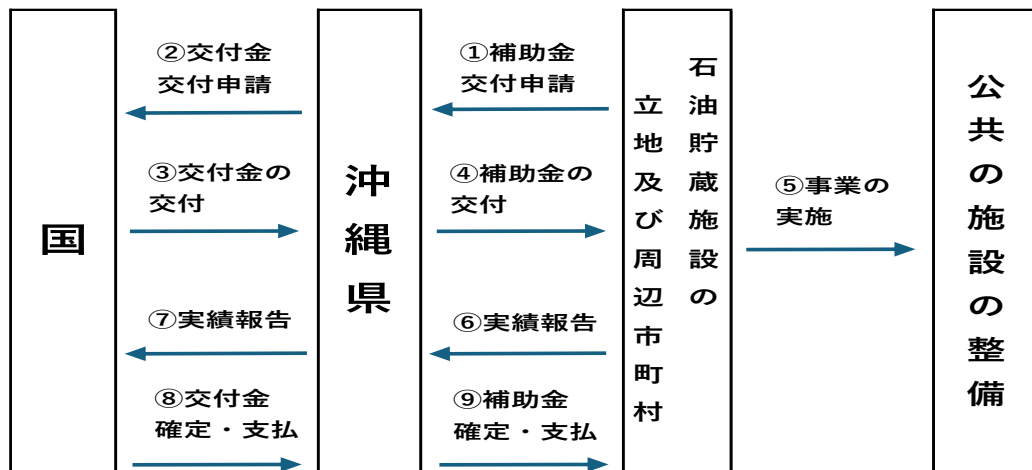 国
②交付金
交付申請
③交付金の
交付
⑦実績報告
⑧交付金
確定・支払
沖縄県
①補助金
交付申請
④補助金の
交付
⑥実績報告
⑨補助金
確定・支払
石油貯蔵施設の
立地及び周辺市町村
⑤事業の
実施
公共の施設の整備